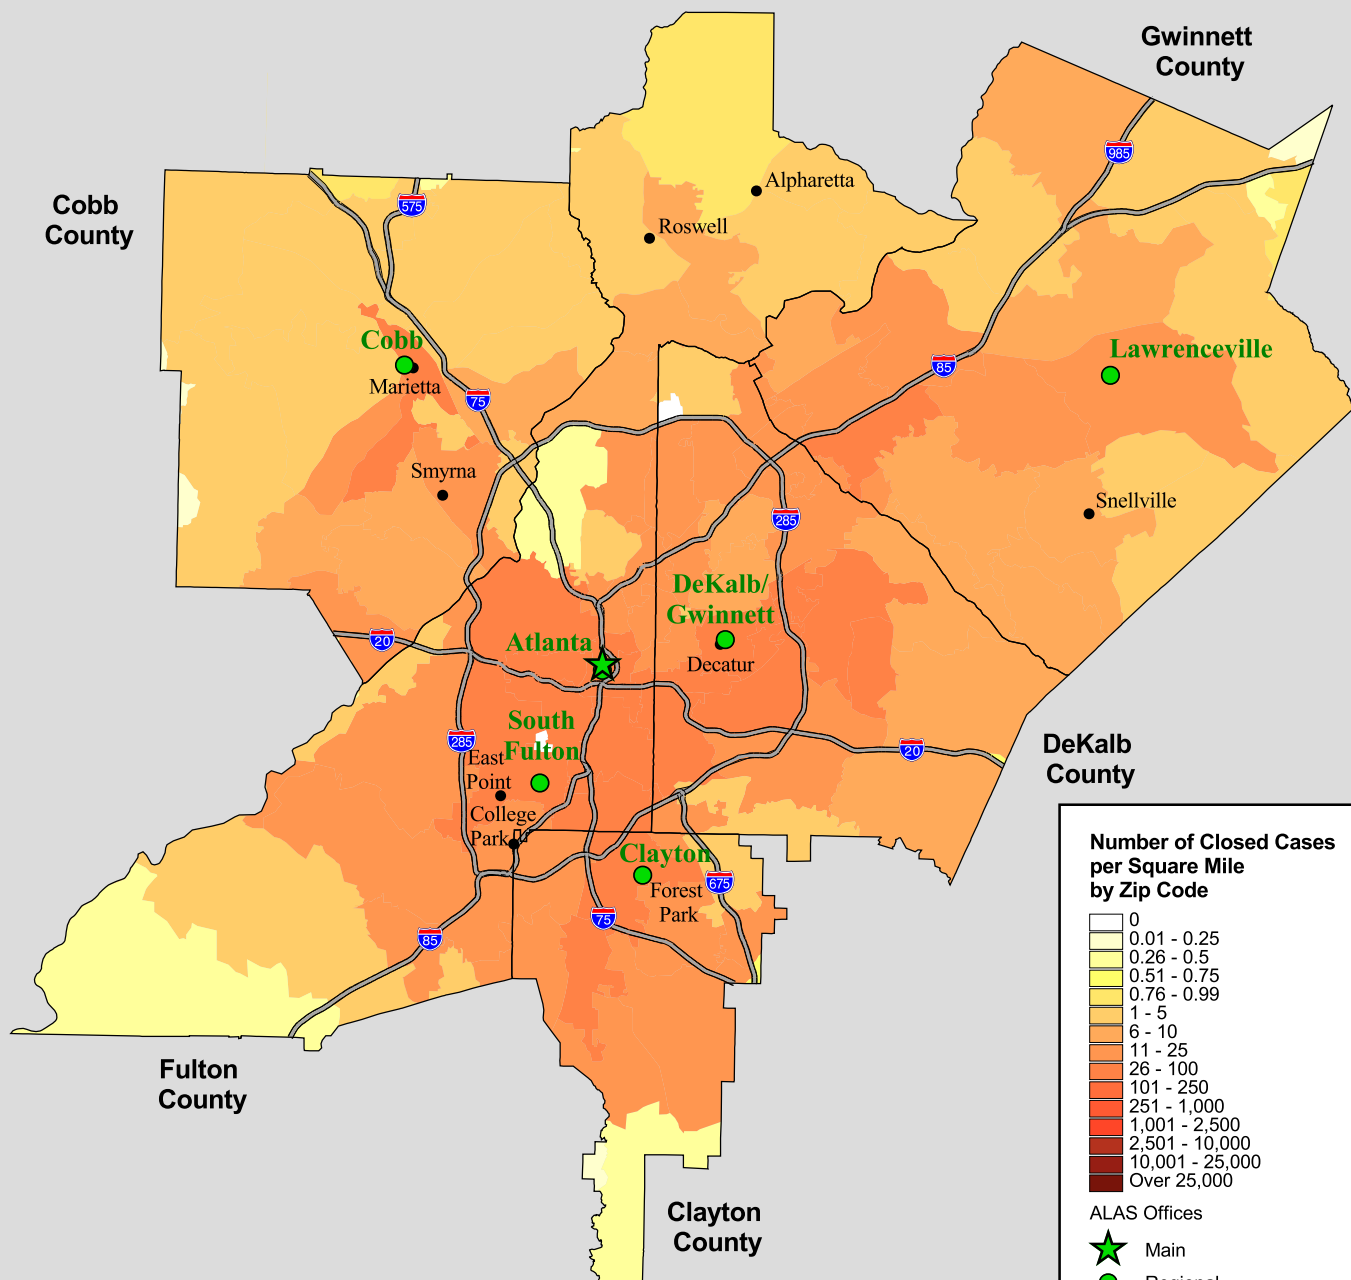 Gwinnett
County
985
Alpharetta
Cobb
County
575
Roswell
Cobb
Marietta
Lawrenceville
85
75
Smyrna
Snellville
285
DeKalb/
Gwinnett
Atlanta
20
Decatur
South
Fulton
285
East
Point
DeKalb
County
20
College
Park
Clayton
675
Forest
Park
75
85
Fulton
County
Clayton
County
Number of Closed Cases
per Square Mile
by Zip Code
0
0.01 - 0.25
0.26 - 0.5
0.51 - 0.75
0.76 - 0.99
1 - 5
6 - 10
11 - 25
26 - 100
101 - 250
251 - 1,000
1,001 - 2,500
2,501 - 10,000
10,001 - 25,000
Over 25,000
ALAS Offices
Main